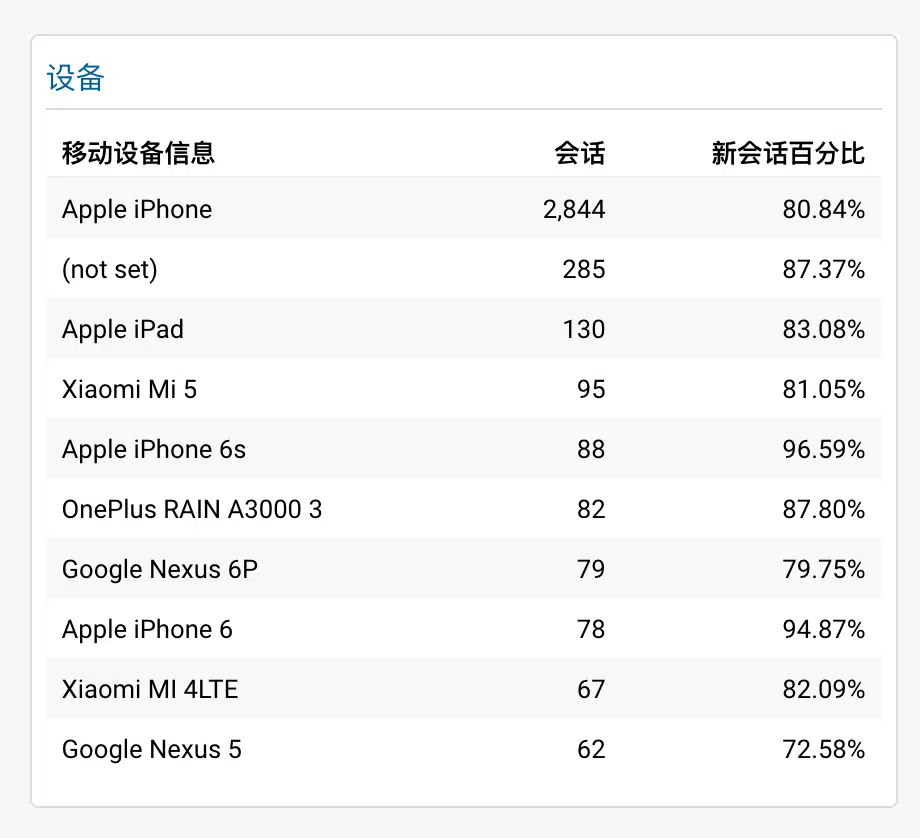 设备
移动设备信息 会话 新会话百分比
Apple iPhone 2,844 80.84%
(not set) 285 87.37%
Apple iPad 130 83.08%
Xiaomi Mi 5 95 81.05%
Apple iPhone 6s 88 96.59%
OnePlus RAIN A3000 3 82 87.80%
Google Nexus 6P 79 79.75%
Apple iPhone 6 78 94.87%
Xiaomi MI 4LTE 67 82.09%
Google Nexus 5 62 72.58%